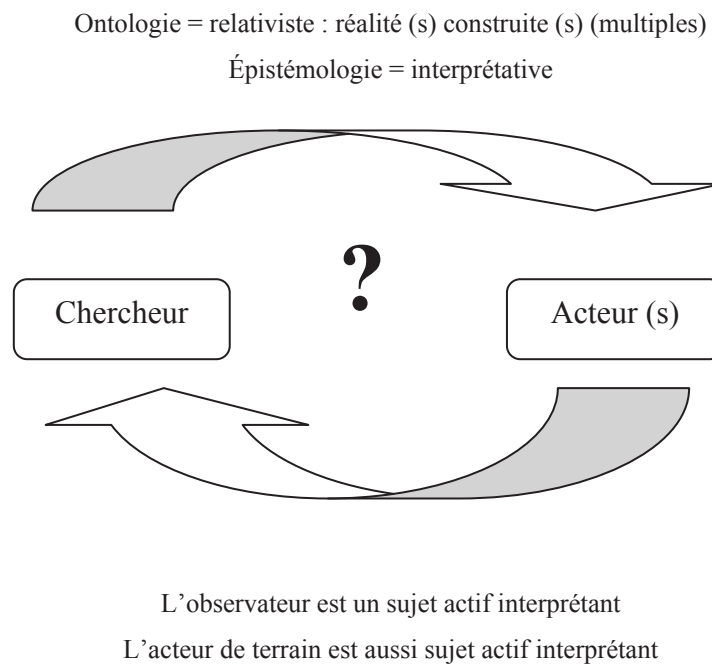 Ontologie = relativiste : réalité (s) construite (s) (multiples)
Épistémologie = interprétative
?
Chercheur
Acteur (s)
L’observateur est un sujet actif interprétant
L’acteur de terrain est aussi sujet actif interprétant